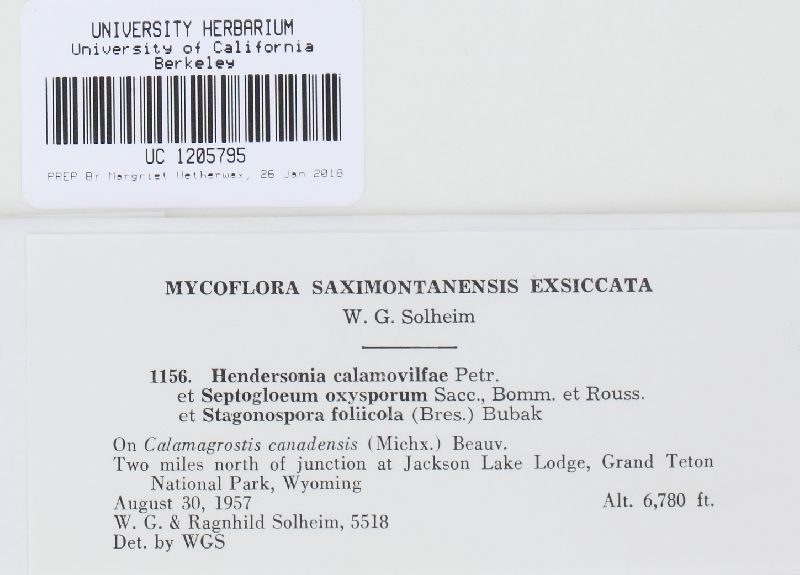 UNIVERSITY HERBARIUM
University of California
Berkeley
UC 1205795
PREP BY Margriet Wetherwax, 26 Jan 2018
MYCOFLORA SAXIMONTANENSIS EXSICCATA
W. G. Solheim
1156. Hendersonia calamovilfae Petr.
et Septogloeum oxysporum Sacc., Bomm. et Rouss.
et Stagonospora foliicola (Bres.) Bubak
On Calamagrostis canadensis (Michx.) Beauv.
Two miles north of junction at Jackson Lake Lodge, Grand Teton
National Park, Wyoming
August 30, 1957 Alt. 6,780 ft.
W. G. & Ragnhild Solheim, 5518
Det. by WGS